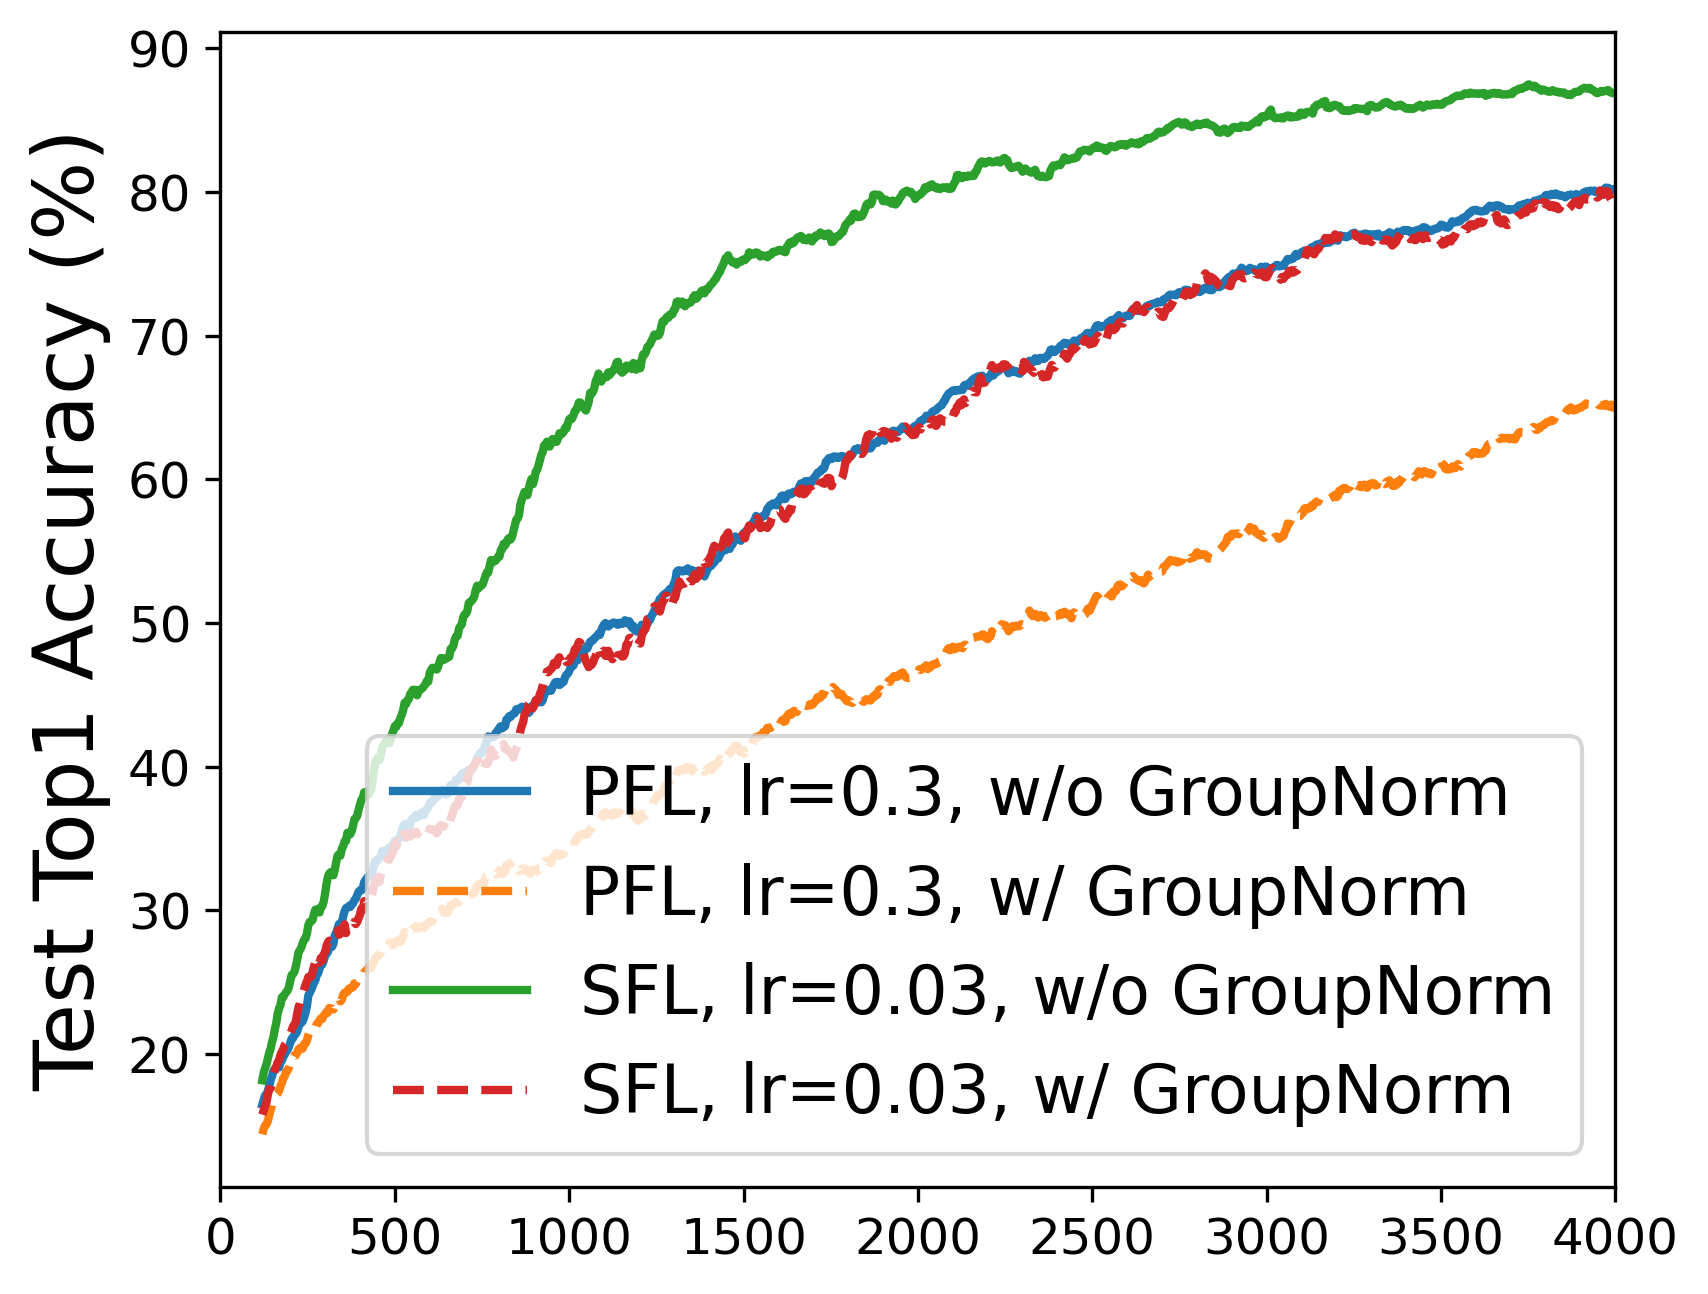 Test Top1 Accuracy (%)
90
80
70
60
50
40
30
20
PFL, lr=0.3, w/o GroupNorm
PFL, lr=0.3, w/ GroupNorm
SFL, lr=0.03, w/o GroupNorm
SFL, lr=0.03, w/ GroupNorm
0 500 1000 1500 2000 2500 3000 3500 4000